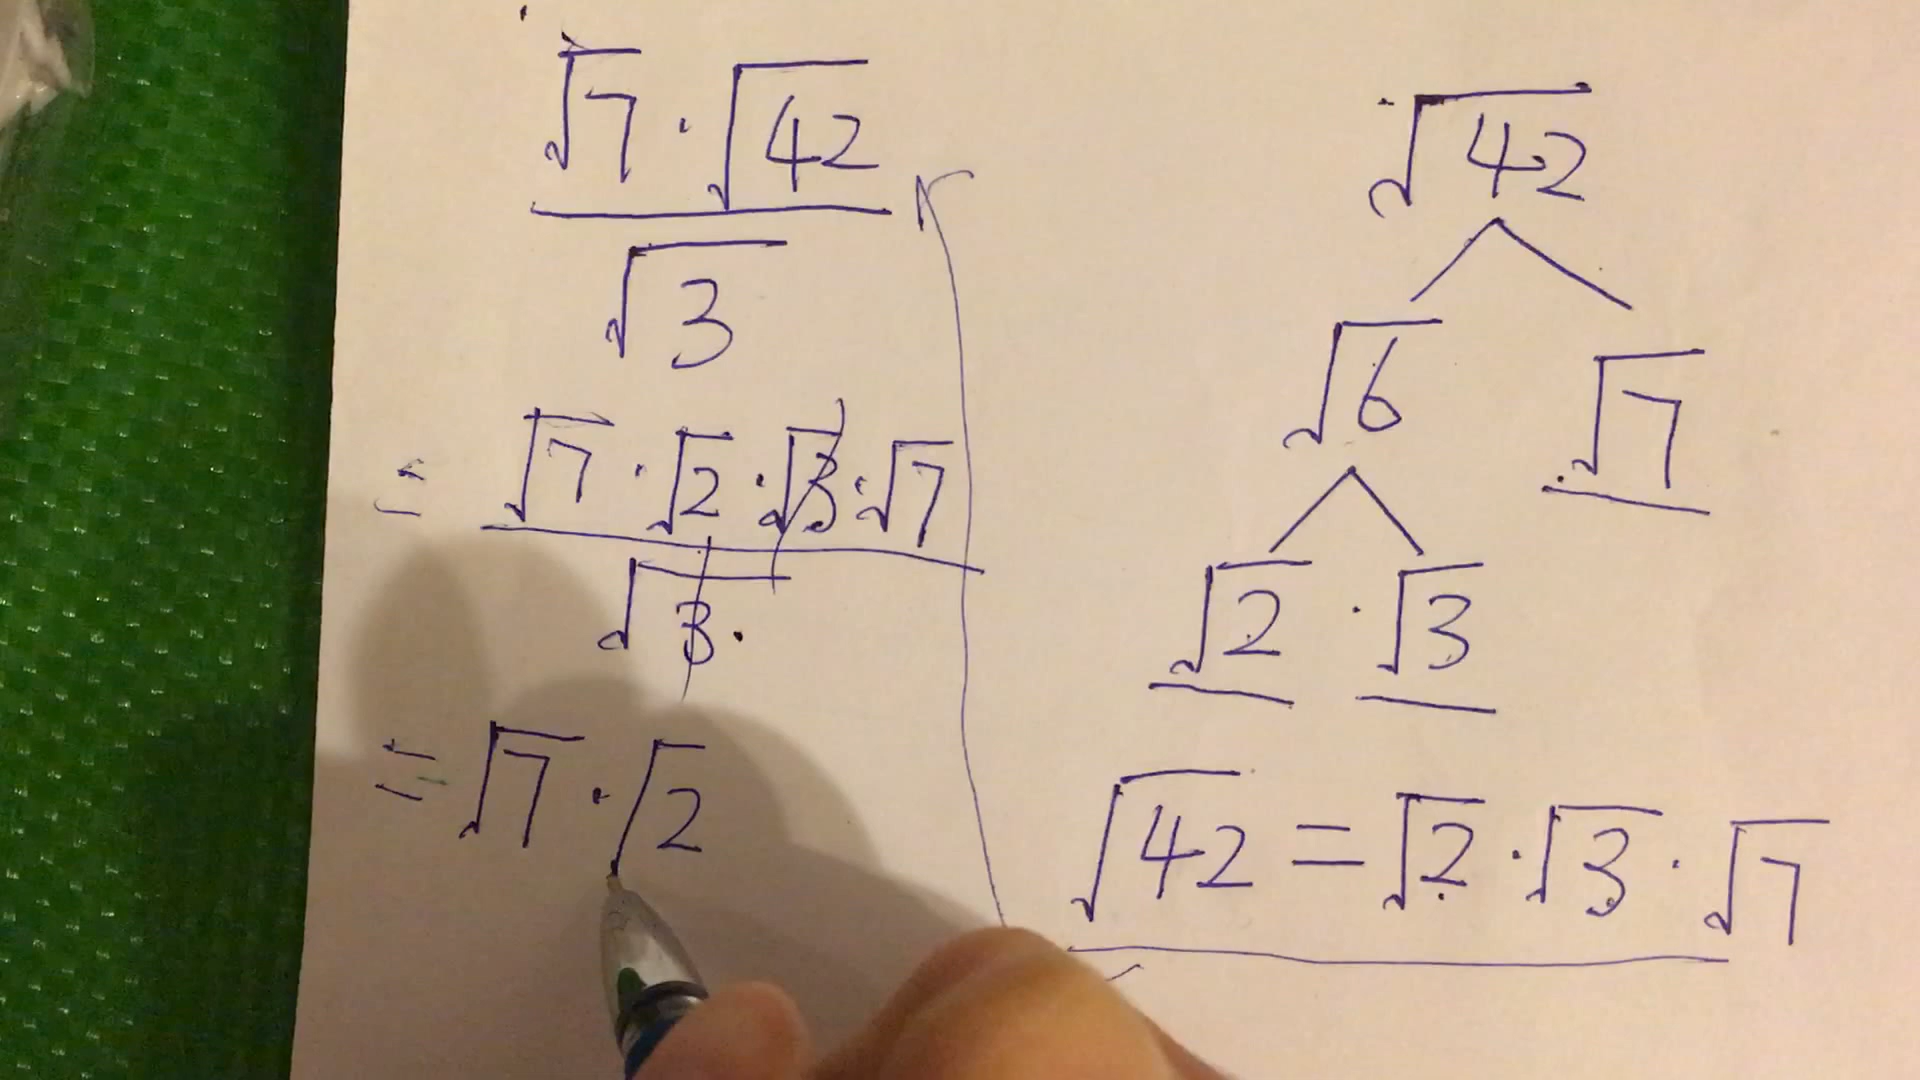 √7 · √42
√3
= √7 · √2 · √3 · √7
√3
= √7 · √2
√42
√6 √7
√2 · √3
√42 = √2 · √3 · √7